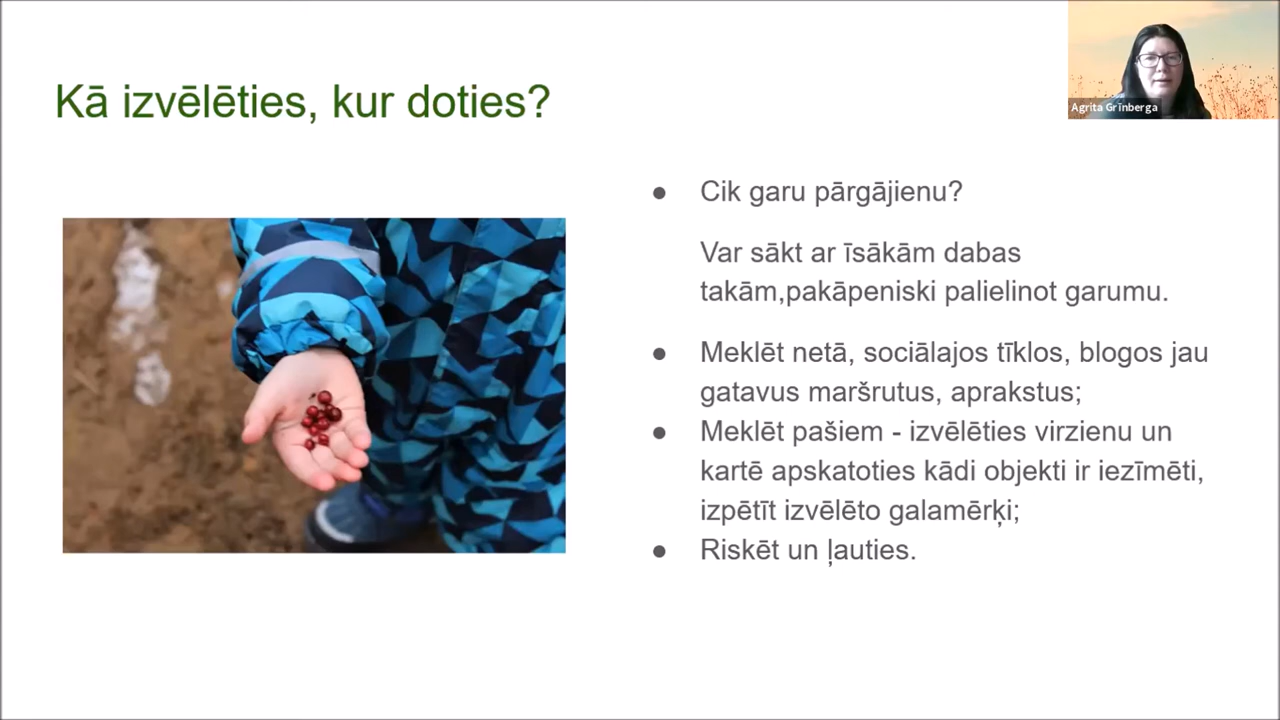 Kā izvēlēties, kur doties?
Agrita Grīnberga
● Cik garu pārgājienu?
Var sākt ar īsākām dabas
takām,pakāpeniski palielinot garumu.
● Meklēt netā, sociālajos tīklos, blogos jau
gatavus maršrutus, aprakstus;
● Meklēt pašiem - izvēlēties virzienu un
kartē apskatoties kādi objekti ir iezīmēti,
izpētīt izvēlēto galamērķi;
● Riskēt un ļauties.